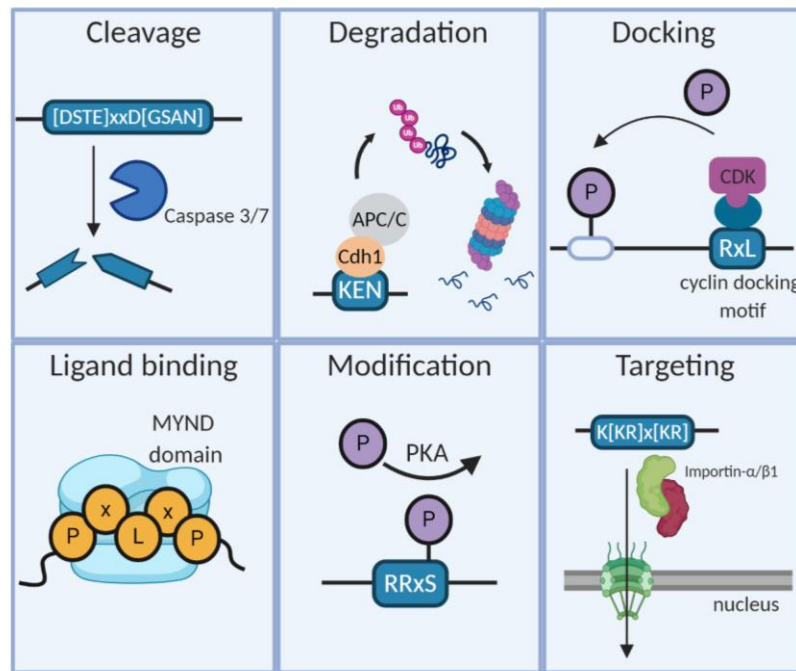 Cleavage
[DSTE]xxD[GSAN]
Caspase 3/7
Degradation
Ub
Ub
Ub
Ub
APC/C
Cdh1
KEN
Docking
P
P
CDK
RxL
cyclin docking
motif
Ligand binding
MYND
domain
P
x
L
x
P
Modification
P
PKA
P
RRxS
Targeting
K[KR]x[KR]
Importin-α/β1
nucleus